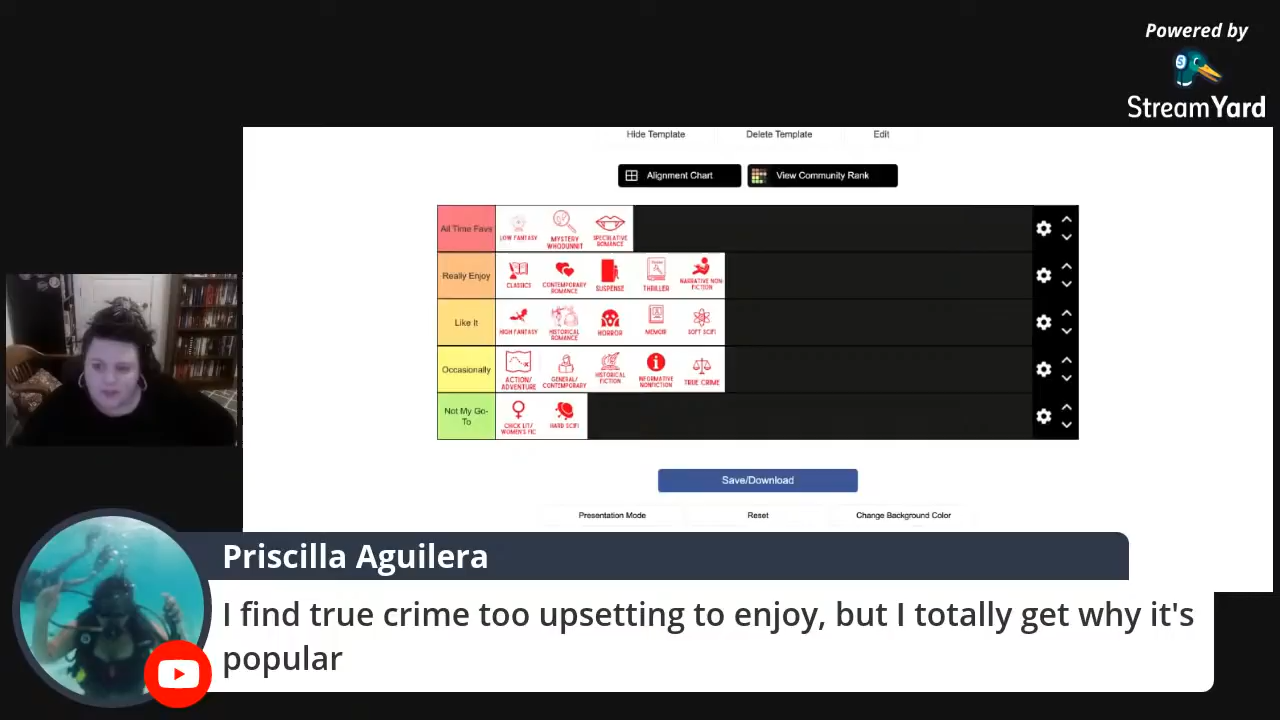 Powered by
StreamYard
Hide Template
Delete Template
Edit
Alignment Chart
View Community Rank
All Time Favs
LOW FANTASY
MYSTERY
WHODUNNIT
SPECULATIVE
ROMANCE
Really Enjoy
CLASSICS
CONTEMPORARY
ROMANCE
SUSPENSE
THRILLER
NARRATIVE NON
FICTION
Like It
HIGH FANTASY
HISTORICAL
ROMANCE
HORROR
MEMOIR
SOFT SCIFI
Occasionally
ACTION/
ADVENTURE
GENERAL/
CONTEMPORARY
HISTORICAL
FICTION
INFORMATIVE
NONFICTION
TRUE CRIME
Not My Go-
To
CHICK LIT/
WOMEN'S FIC
HARD SCIFI
Save/Download
Presentation Mode
Reset
Change Background Color
Priscilla Aguilera
I find true crime too upsetting to enjoy, but I totally get why it's
popular